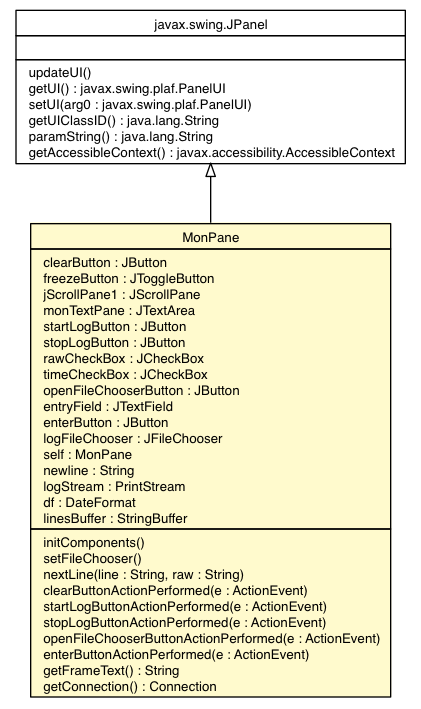 javax.swing.JPanel
updateUI()
getUI() : javax.swing.plaf.PanelUI
setUI(arg0 : javax.swing.plaf.PanelUI)
getUIClassID() : java.lang.String
paramString() : java.lang.String
getAccessibleContext() : javax.accessibility.AccessibleContext
MonPane
clearButton : JButton
freezeButton : JToggleButton
jScrollPane1 : JScrollPane
monTextPane : JTextArea
startLogButton : JButton
stopLogButton : JButton
rawCheckBox : JCheckBox
timeCheckBox : JCheckBox
openFileChooserButton : JButton
entryField : JTextField
enterButton : JButton
logFileChooser : JFileChooser
self : MonPane
newline : String
logStream : PrintStream
df : DateFormat
linesBuffer : StringBuffer
initComponents()
setFileChooser()
nextLine(line : String, raw : String)
clearButtonActionPerformed(e : ActionEvent)
startLogButtonActionPerformed(e : ActionEvent)
stopLogButtonActionPerformed(e : ActionEvent)
openFileChooserButtonActionPerformed(e : ActionEvent)
enterButtonActionPerformed(e : ActionEvent)
getFrameText() : String
getConnection() : Connection